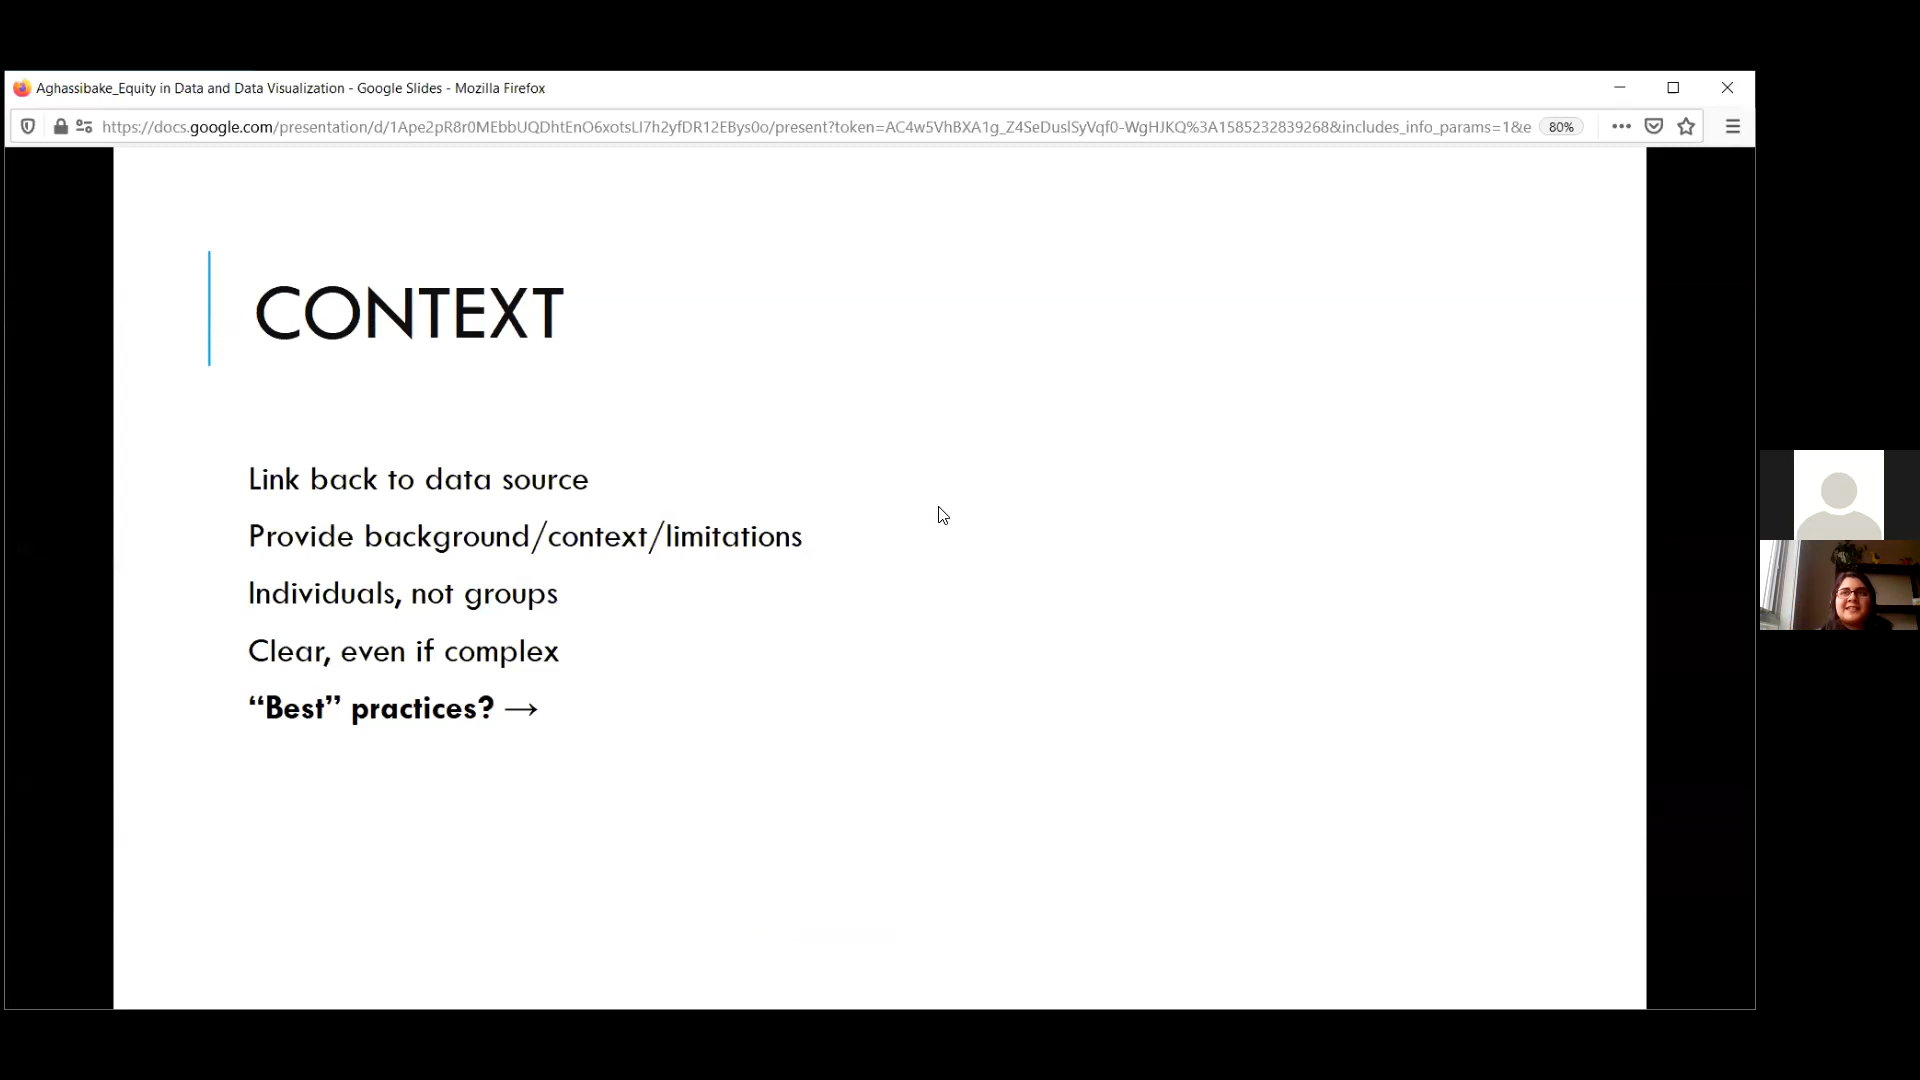 Aghassibake_Equity in Data and Data Visualization - Google Slides - Mozilla Firefox
https://docs.google.com/presentation/d/1Ape2pR8r0MEbbUQDhtEnO6xotsLI7h2yfDR12EBys0o/present?token=AC4w5VhBXA1g_Z4SeDuslSyVqf0-WgHJKQ%3A1585232839268&includes_info_params=1&e 80%
CONTEXT
Link back to data source
Provide background/context/limitations
Individuals, not groups
Clear, even if complex
“Best” practices? →